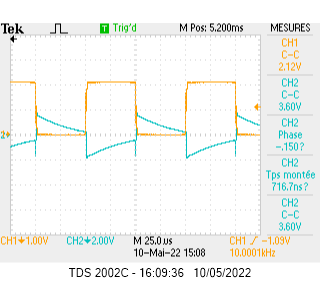 Tek T Trig'd M Pos: 5.200ms MESURES
CH1
C-C
2.12V
CH2
C-C
3.60V
CH2
Phase
-.150?
CH2
Tps montée
716.7ns?
CH2
C-C
3.60V
2
CH1 1.00V CH2 2.00V M 25.0us CH1 -1.09V
10-Mai-22 15:08 10.0001kHz
TDS 2002C - 16:09:36 10/05/2022